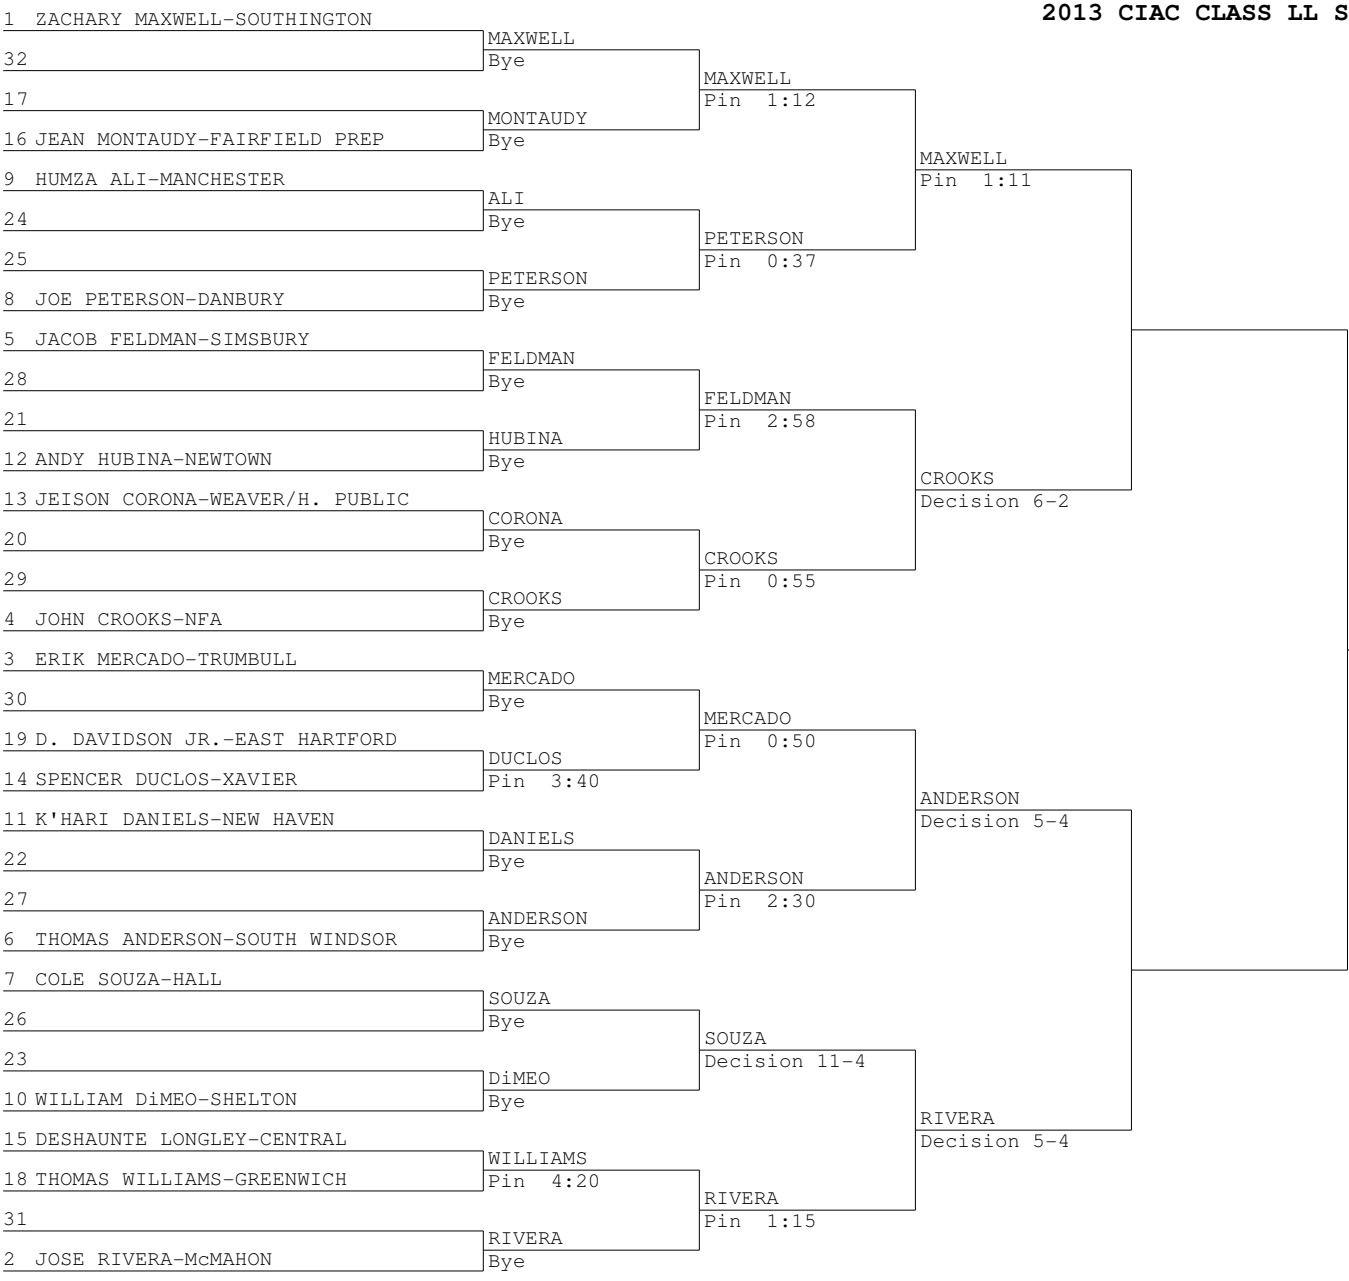 2013 CIAC CLASS LL S
1 ZACHARY MAXWELL-SOUTHINGTON
MAXWELL
32
Bye
MAXWELL
17
Pin 1:12
MONTAUDY
16 JEAN MONTAUDY-FAIRFIELD PREP
Bye
MAXWELL
9 HUMZA ALI-MANCHESTER
Pin 1:11
ALI
24
Bye
PETERSON
25
Pin 0:37
PETERSON
8 JOE PETERSON-DANBURY
Bye
5 JACOB FELDMAN-SIMSBURY
FELDMAN
28
Bye
FELDMAN
21
Pin 2:58
HUBINA
12 ANDY HUBINA-NEWTOWN
Bye
CROOKS
13 JEISON CORONA-WEAVER/H. PUBLIC
Decision 6-2
CORONA
20
Bye
CROOKS
29
Pin 0:55
CROOKS
4 JOHN CROOKS-NFA
Bye
3 ERIK MERCADO-TRUMBULL
MERCADO
30
Bye
MERCADO
19 D. DAVIDSON JR.-EAST HARTFORD
Pin 0:50
DUCLOS
14 SPENCER DUCLOS-XAVIER
Pin 3:40
ANDERSON
11 K'HARI DANIELS-NEW HAVEN
Decision 5-4
DANIELS
22
Bye
ANDERSON
27
Pin 2:30
ANDERSON
6 THOMAS ANDERSON-SOUTH WINDSOR
Bye
7 COLE SOUZA-HALL
SOUZA
26
Bye
SOUZA
23
Decision 11-4
DiMEO
10 WILLIAM DiMEO-SHELTON
Bye
RIVERA
15 DESHAUNTE LONGLEY-CENTRAL
Decision 5-4
WILLIAMS
18 THOMAS WILLIAMS-GREENWICH
Pin 4:20
RIVERA
31
Pin 1:15
RIVERA
2 JOSE RIVERA-McMAHON
Bye